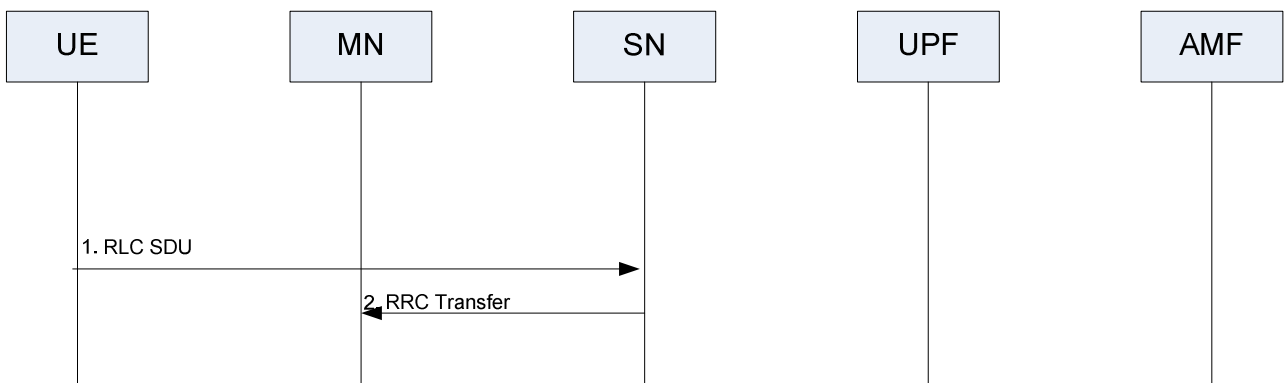 UE
MN
SN
UPF
AMF
1. RLC SDU
2. RRC Transfer